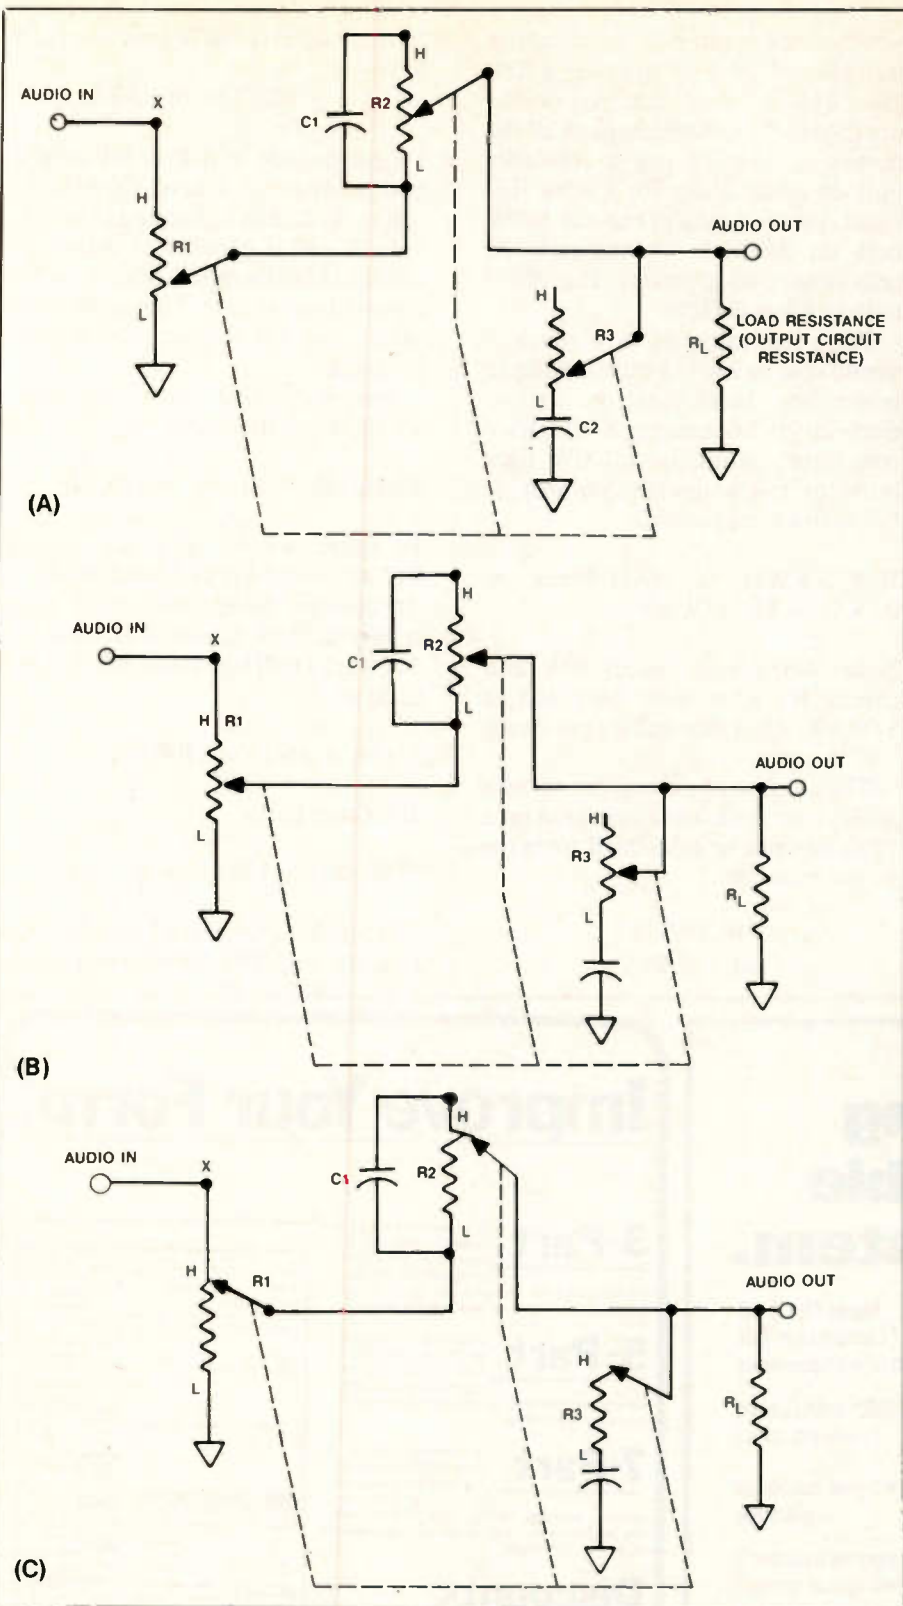 AUDIO IN
X
H
R1
L
C1
H
R2
L
H
R3
L
C2
AUDIO OUT
RL
LOAD RESISTANCE
(OUTPUT CIRCUIT
RESISTANCE)
(A)
AUDIO IN
X
H R1
L
C1
H
R2
L
H
R3
L
AUDIO OUT
RL
(B)
AUDIO IN
X
H
R1
L
C1
H
R2
L
H
R3
L
AUDIO OUT
RL
(C)